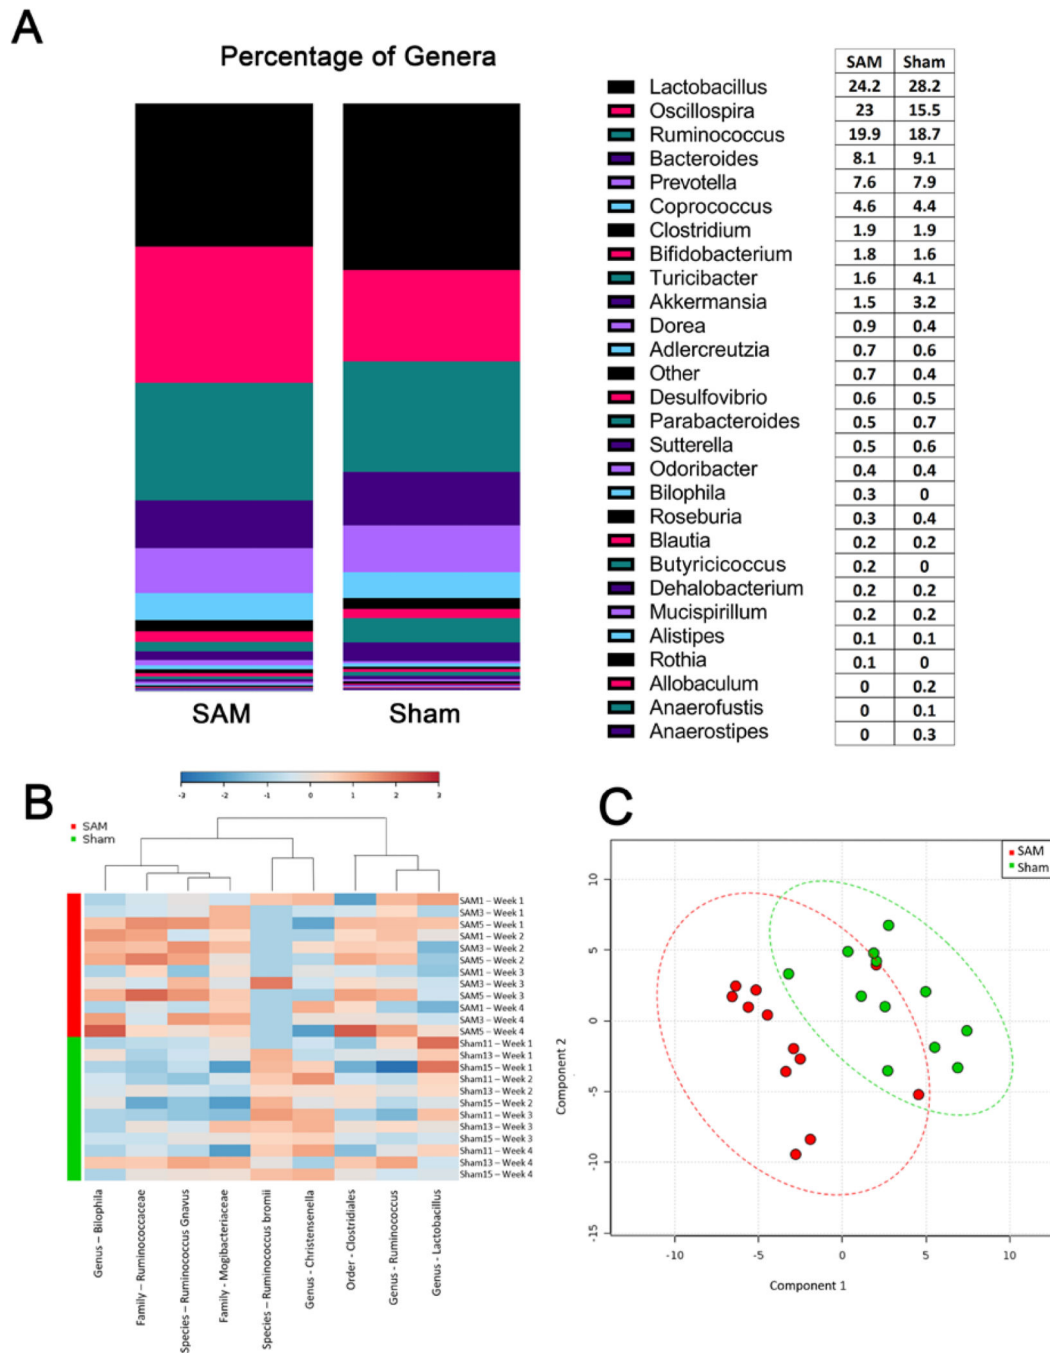 A
Percentage of Genera
SAM Sham
Lactobacillus 24.2 28.2
Oscillospira 23 15.5
Ruminococcus 19.9 18.7
Bacteroides 8.1 9.1
Prevotella 7.6 7.9
Coprococcus 4.6 4.4
Clostridium 1.9 1.9
Bifidobacterium 1.8 1.6
Turicibacter 1.6 4.1
Akkermansia 1.5 3.2
Dorea 0.9 0.4
Adlercreutzia 0.7 0.6
Other 0.7 0.4
Desulfovibrio 0.6 0.5
Parabacteroides 0.5 0.7
Sutterella 0.5 0.6
Odoribacter 0.4 0.4
Bilophila 0.3 0
Roseburia 0.3 0.4
Blautia 0.2 0.2
Butyricicoccus 0.2 0
Dehalobacterium 0.2 0.2
Mucispirillum 0.2 0.2
Alistipes 0.1 0.1
Rothia 0.1 0
Allobaculum 0 0.2
Anaerofustis 0 0.1
Anaerostipes 0 0.3
SAM Sham
B
-3 -2 -1 0 1 2 3
SAM
Sham
SAM1 – Week 1
SAM3 – Week 1
SAM5 – Week 1
SAM1 – Week 2
SAM3 – Week 2
SAM5 – Week 2
SAM1 – Week 3
SAM3 – Week 3
SAM5 – Week 3
SAM1 – Week 4
SAM3 – Week 4
SAM5 – Week 4
Sham11 – Week 1
Sham13 – Week 1
Sham15 – Week 1
Sham11 – Week 2
Sham13 – Week 2
Sham15 – Week 2
Sham11 – Week 3
Sham13 – Week 3
Sham15 – Week 3
Sham11 – Week 4
Sham13 – Week 4
Sham15 – Week 4
Genus – Bilophila
Family – Ruminococcaceae
Species – Ruminococcus Gnavus
Family - Mogibacteriaceae
Species – Ruminococcus bromii
Genus - Christensenella
Order - Clostridiales
Genus - Ruminococcus
Genus - Lactobacillus
C
SAM
Sham
Component 2
10
5
0
-5
-10
-15
-10 -5 0 5 10
Component 1